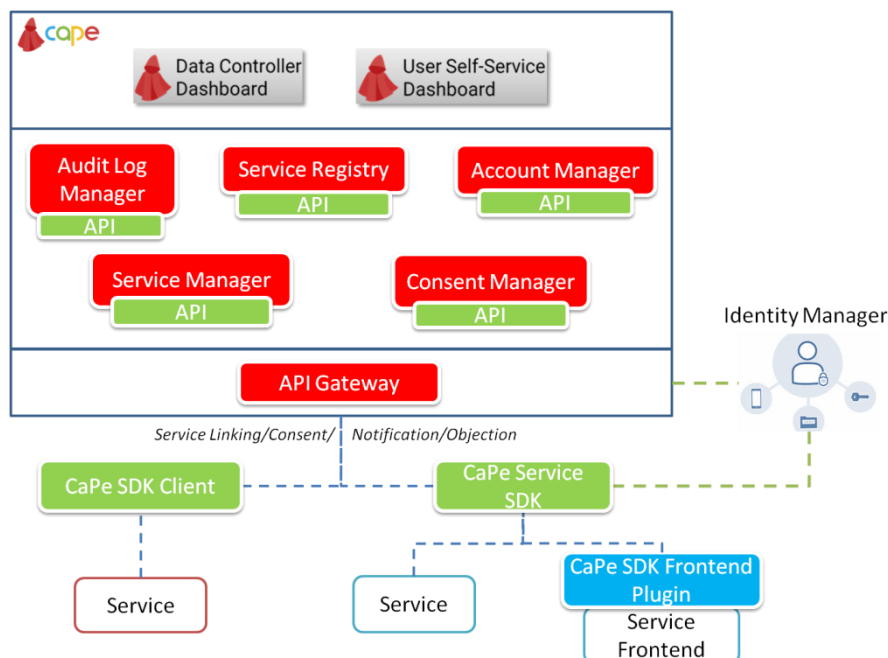 cape
Data Controller
Dashboard
User Self-Service
Dashboard
Audit Log
Manager
API
Service Registry
API
Account Manager
API
Service Manager
API
Consent Manager
API
Identity Manager
API Gateway
Service Linking/Consent/ Notification/Objection
CaPe SDK Client
CaPe Service
SDK
Service
Service
CaPe SDK Frontend
Plugin
Service
Frontend